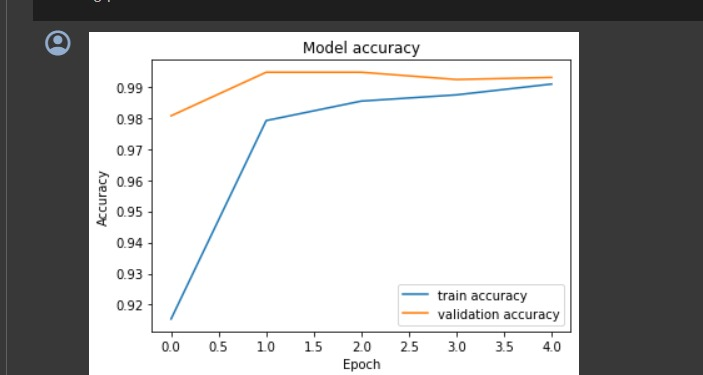 Model accuracy
0.99
0.98
0.97
0.96
0.95
0.94
0.93
0.92
Accuracy
train accuracy
validation accuracy
0.0 0.5 1.0 1.5 2.0 2.5 3.0 3.5 4.0
Epoch